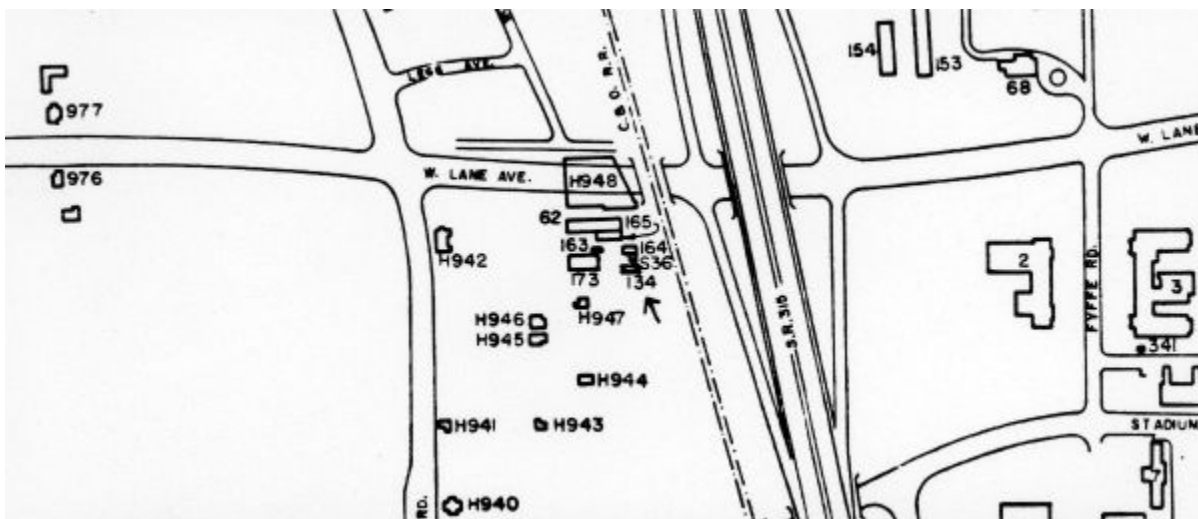 LEGG AVE.
C. & O. R.R.
154
153
68
977
W. LANE
W. LANE AVE.
H948
976
62
165
163
164
H942
S36
173
134
2
FYFFE RD.
3
H947
H946
S.R. 315
H945
341
H944
H941
H943
STADIUM
RD.
H940